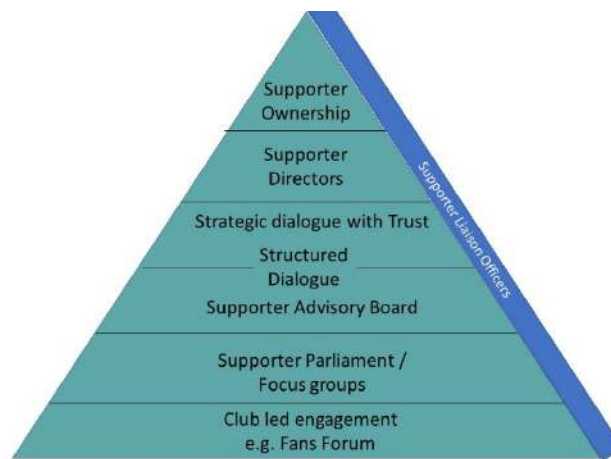 Supporter
Ownership
Supporter
Directors
Strategic dialogue with Trust
Structured
Dialogue
Supporter Advisory Board
Supporter Parliament /
Focus groups
Club led engagement
e.g. Fans Forum
Supporter Liaison Officers